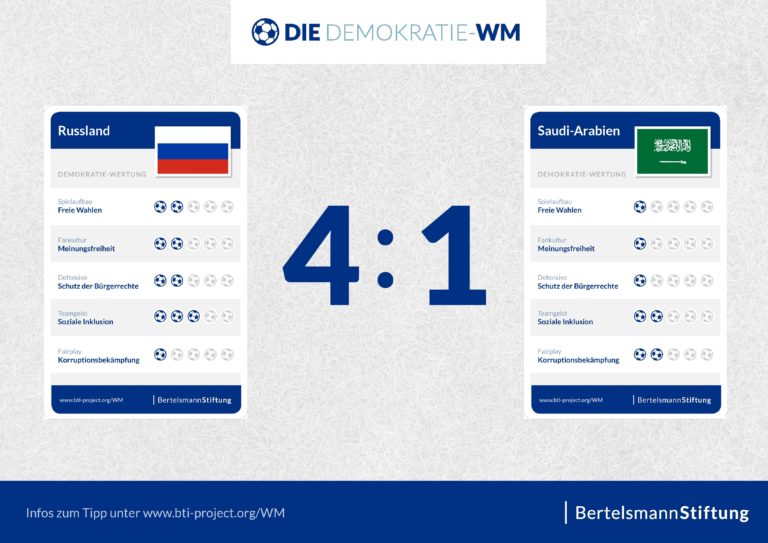 DIE DEMOKRATIE-WM
Russland
DEMOKRATIE-WERTUNG
Spielaufbau
Freie Wahlen
Fankultur
Meinungsfreiheit
Defensive
Schutz der Bürgerrechte
Teamgeist
Soziale Inklusion
Fairplay
Korruptionsbekämpfung
www.bti-project.org/WM
BertelsmannStiftung
4:1
Saudi-Arabien
DEMOKRATIE-WERTUNG
Spielaufbau
Freie Wahlen
Fankultur
Meinungsfreiheit
Defensive
Schutz der Bürgerrechte
Teamgeist
Soziale Inklusion
Fairplay
Korruptionsbekämpfung
www.bti-project.org/WM
BertelsmannStiftung
Infos zum Tipp unter www.bti-project.org/WM
BertelsmannStiftung